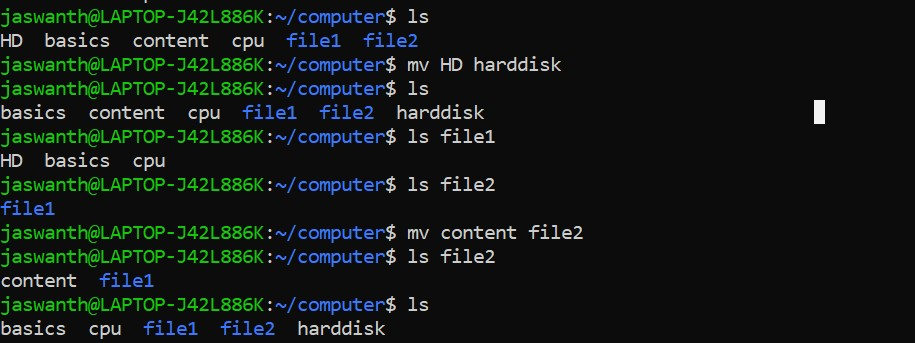 jaswanth@LAPTOP-J42L886K:~/computer$ ls
HD  basics  content  cpu  file1  file2
jaswanth@LAPTOP-J42L886K:~/computer$ mv HD harddisk
jaswanth@LAPTOP-J42L886K:~/computer$ ls
basics  content  cpu  file1  file2  harddisk
jaswanth@LAPTOP-J42L886K:~/computer$ ls file1
HD  basics  cpu
jaswanth@LAPTOP-J42L886K:~/computer$ ls file2
file1
jaswanth@LAPTOP-J42L886K:~/computer$ mv content file2
jaswanth@LAPTOP-J42L886K:~/computer$ ls file2
content  file1
jaswanth@LAPTOP-J42L886K:~/computer$ ls
basics  cpu  file1  file2  harddisk